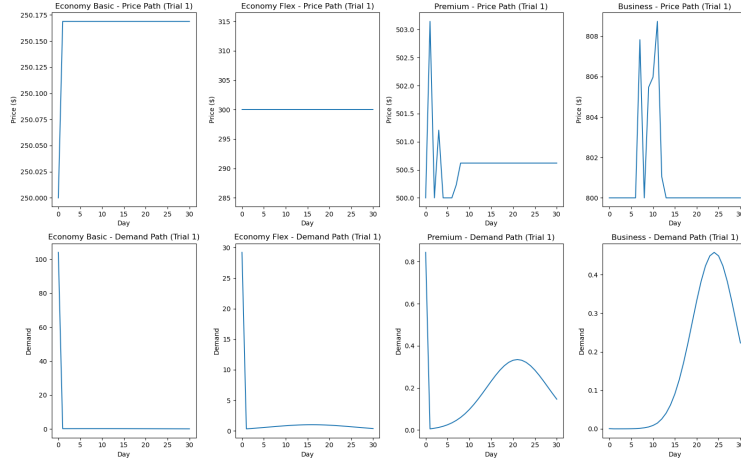 Economy Basic - Price Path (Trial 1)
Economy Flex - Price Path (Trial 1)
Premium - Price Path (Trial 1)
Business - Price Path (Trial 1)
Price ($)
250.175
250.150
250.125
250.100
250.075
250.050
250.025
250.000
0 5 10 15 20 25 30
Day
Price ($)
315
310
305
300
295
290
285
0 5 10 15 20 25 30
Day
Price ($)
503.0
502.5
502.0
501.5
501.0
500.5
500.0
0 5 10 15 20 25 30
Day
Price ($)
808
806
804
802
800
0 5 10 15 20 25 30
Day
Economy Basic - Demand Path (Trial 1)
Economy Flex - Demand Path (Trial 1)
Premium - Demand Path (Trial 1)
Business - Demand Path (Trial 1)
Demand
100
80
60
40
20
0
0 5 10 15 20 25 30
Day
Demand
30
25
20
15
10
5
0
0 5 10 15 20 25 30
Day
Demand
0.8
0.6
0.4
0.2
0.0
0 5 10 15 20 25 30
Day
Demand
0.4
0.3
0.2
0.1
0.0
0 5 10 15 20 25 30
Day